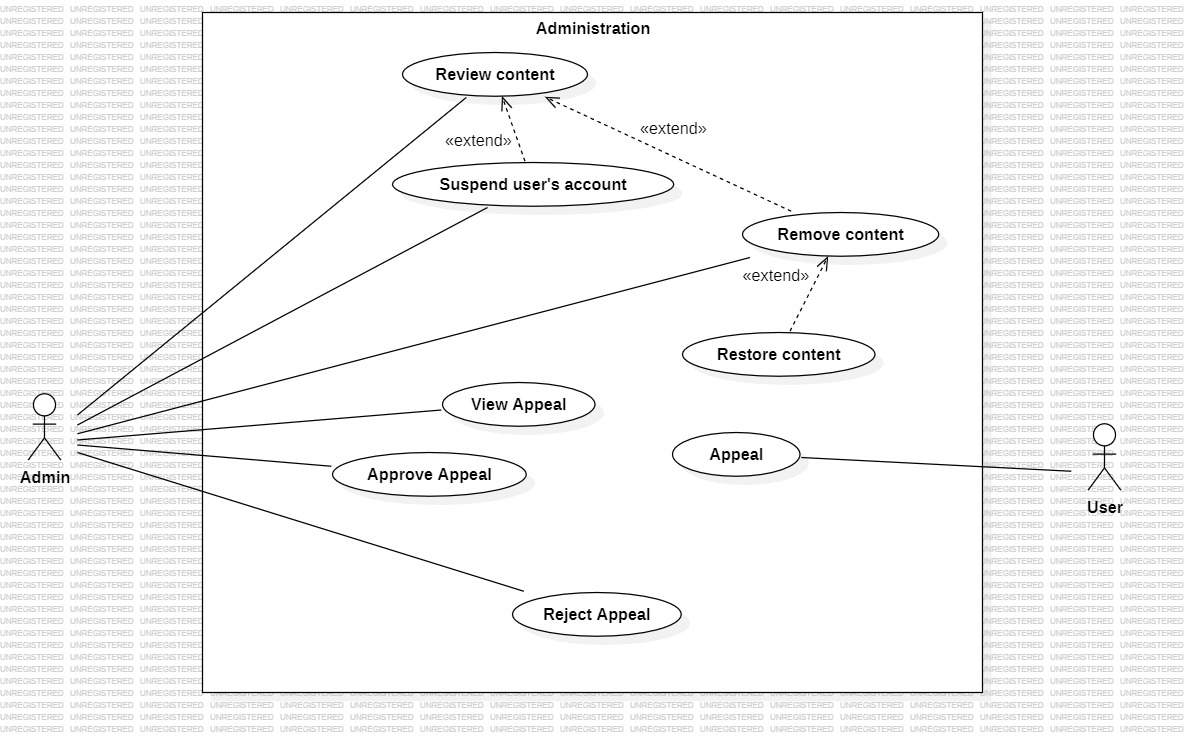 Administration
Review content
«extend»
«extend»
Suspend user's account
Remove content
«extend»
Restore content
View Appeal
Appeal
Approve Appeal
Admin
User
Reject Appeal
UNREGISTERED